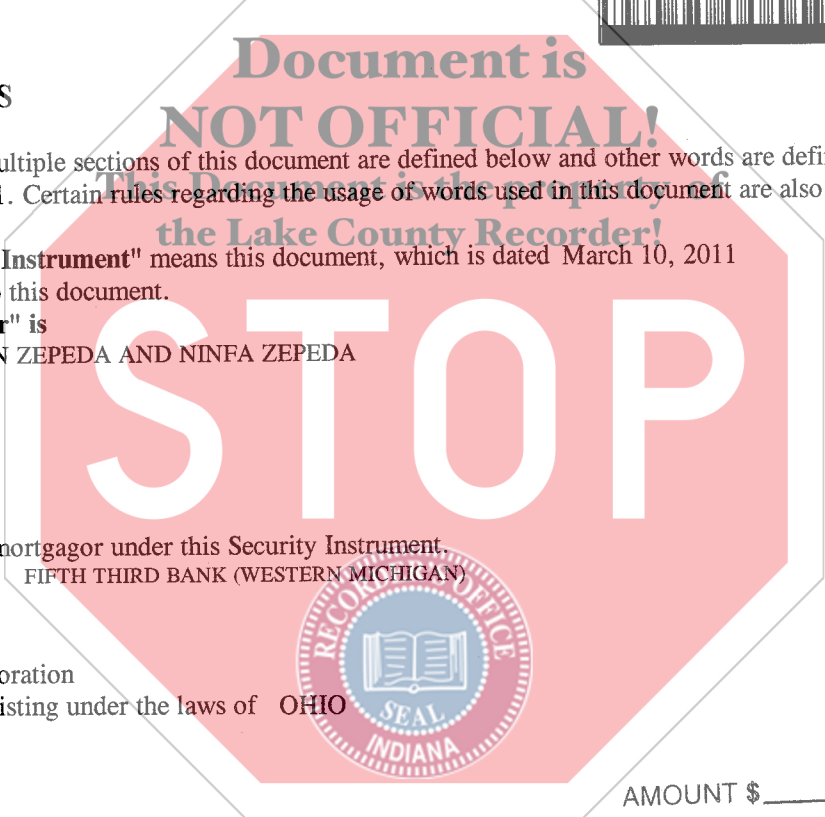 Document is
S
NOT OFFICIAL!
ultiple sections of this document are defined below and other words are defi
This Document is the property of
1. Certain rules regarding the usage of words used in this document are also
the Lake County Recorder!
Instrument" means this document, which is dated March 10, 2011
this document.
r" is
N ZEPEDA AND NINFA ZEPEDA
STOP
mortgagor under this Security Instrument.
FIFTH THIRD BANK (WESTERN MICHIGAN)
RECORDER'S OFFICE
oration
isting under the laws of OHIO
SEAL
INDIANA
AMOUNT $